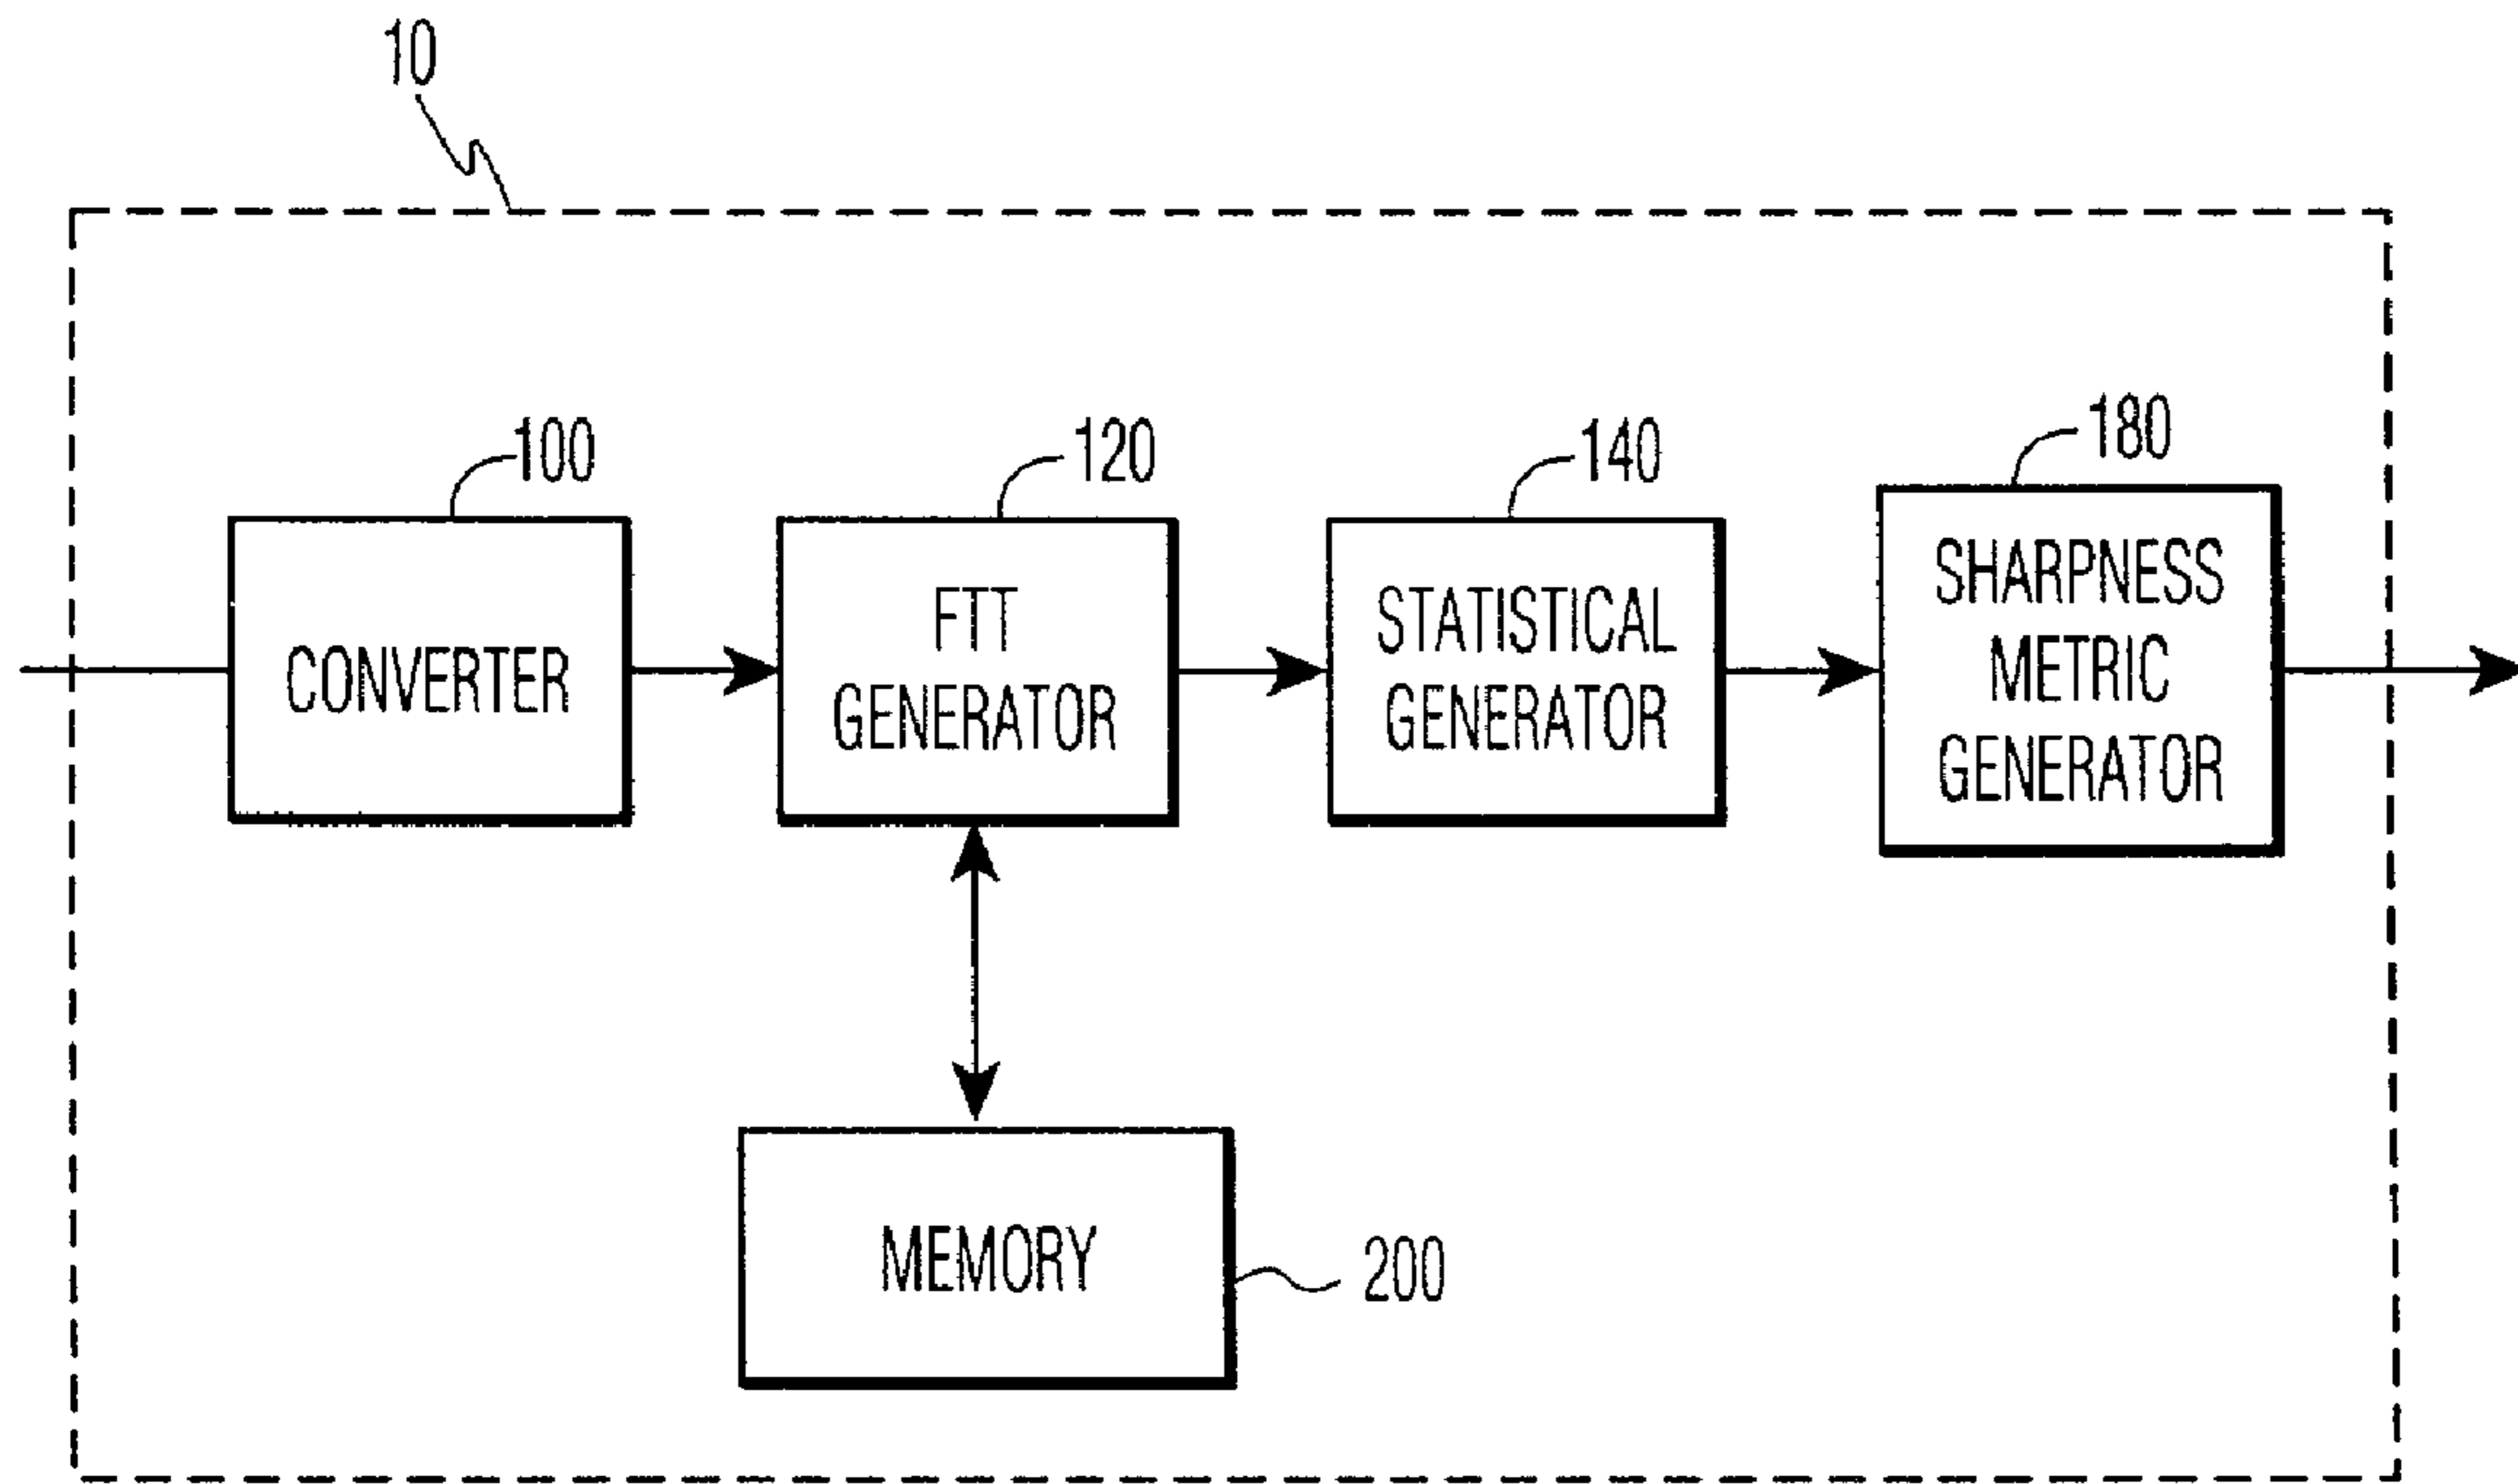 10
100
120
140
180
CONVERTER
FTT
GENERATOR
STATISTICAL
GENERATOR
SHARPNESS
METRIC
GENERATOR
MEMORY
200